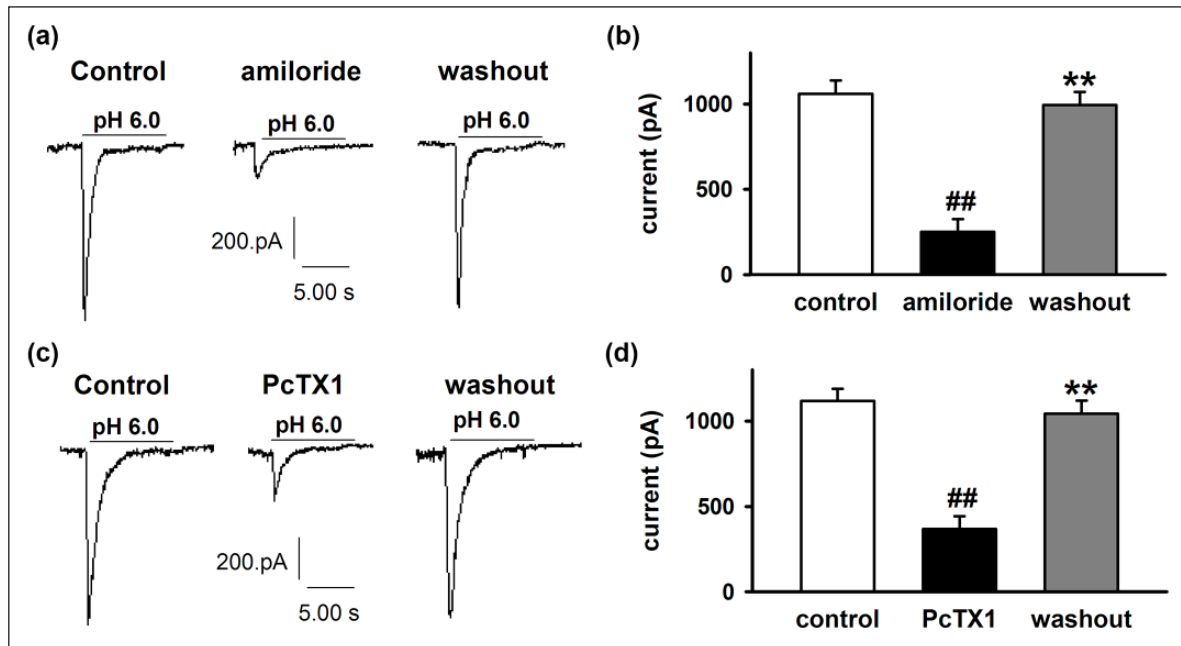 (a)
Control amiloride washout
pH 6.0 pH 6.0 pH 6.0
200.pA
5.00 s
(b)
current (pA)
1000
500
0
**
##
control amiloride washout
(c)
Control PcTX1 washout
pH 6.0 pH 6.0 pH 6.0
200.pA
5.00 s
(d)
current (pA)
1000
500
0
**
##
control PcTX1 washout